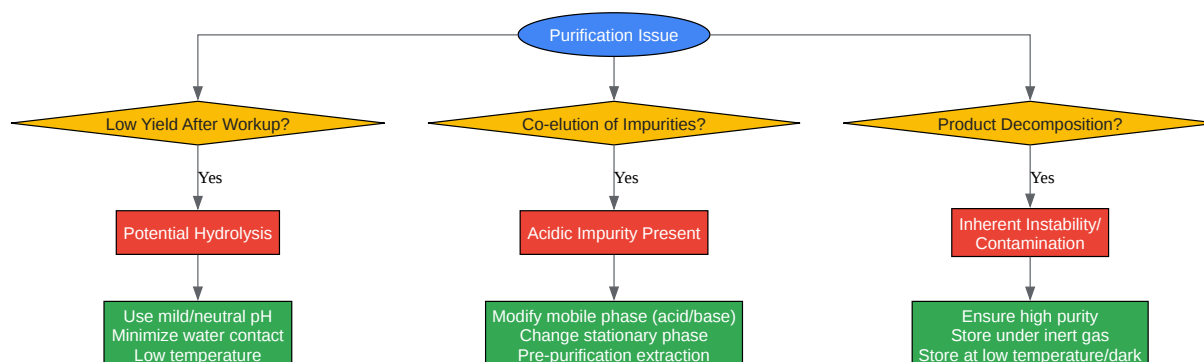 Purification Issue
Low Yield After Workup?
Co-elution of Impurities?
Product Decomposition?
Yes
Yes
Yes
Potential Hydrolysis
Acidic Impurity Present
Inherent Instability/
Contamination
Use mild/neutral pH
Minimize water contact
Low temperature
Modify mobile phase (acid/base)
Change stationary phase
Pre-purification extraction
Ensure high purity
Store under inert gas
Store at low temperature/dark